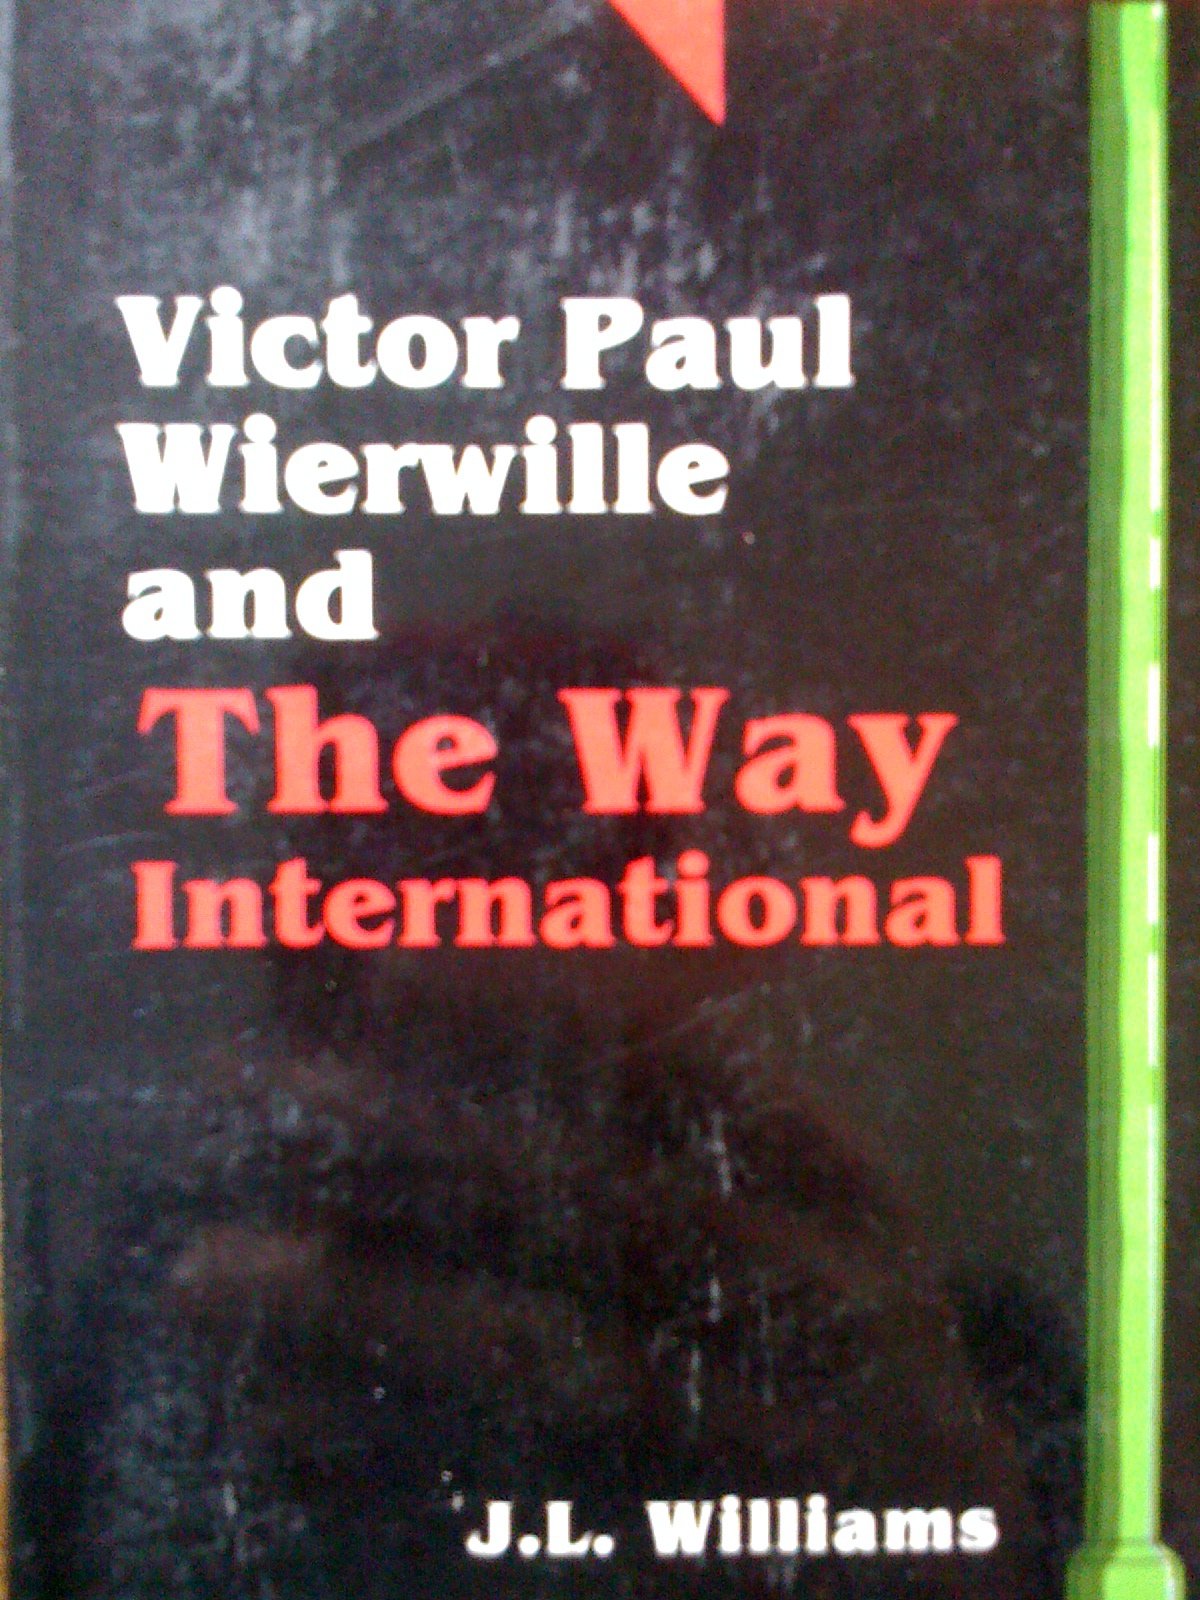 Victor Paul
Wierwille
and
The Way
International
J.L. Williams